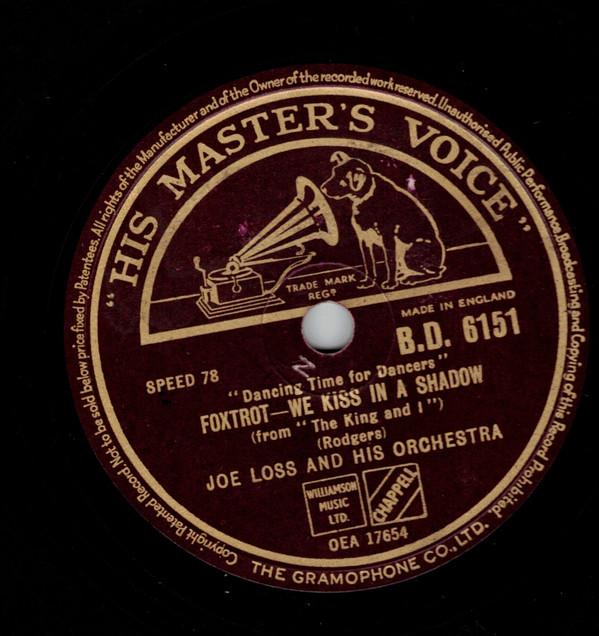 Copyright Patented Record. Not to be sold below price fixed by Patentees. All rights of the Manufacturer and of the Owner of the recorded work reserved. Unauthorised Public Performance Broadcasting and Copying of the Record Prohibited.
"HIS MASTER'S VOICE"
TRADE MARK
REGD
MADE IN ENGLAND
B.D. 6151
SPEED 78
"Dancing Time for Dancers"
FOXTROT—WE KISS IN A SHADOW
(from "The King and I")
(Rodgers)
JOE LOSS AND HIS ORCHESTRA
WILLIAMSON
MUSIC
LTD.
CHAPPELL
OEA 17654
THE GRAMOPHONE CO., LTD.